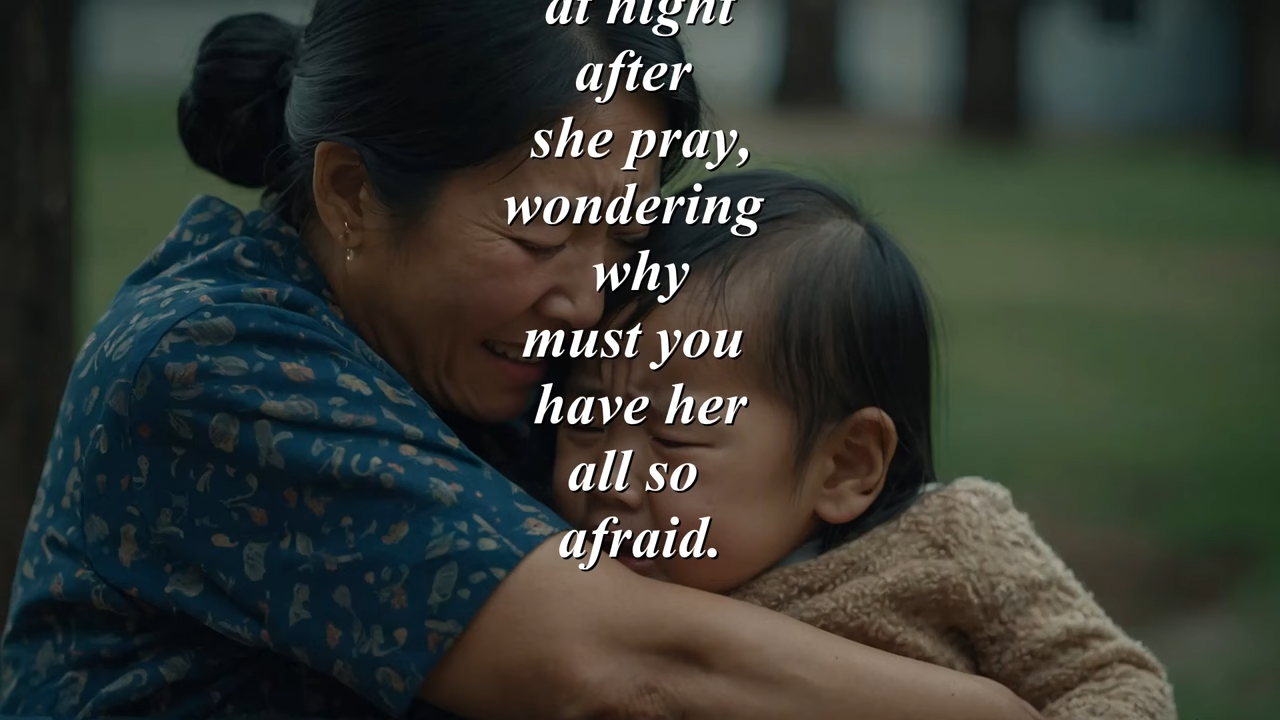 at night
after
she pray,
wondering
why
must you
have her
all so
afraid.